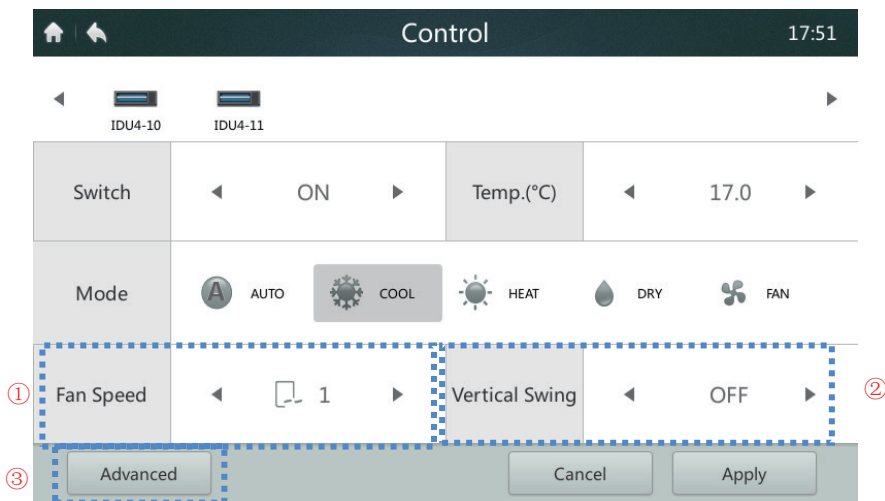 Control 17:51
IDU4-10 IDU4-11
Switch ON Temp.(°C) 17.0
Mode A AUTO COOL HEAT DRY FAN
① Fan Speed 1 Vertical Swing OFF ②
③ Advanced Cancel Apply